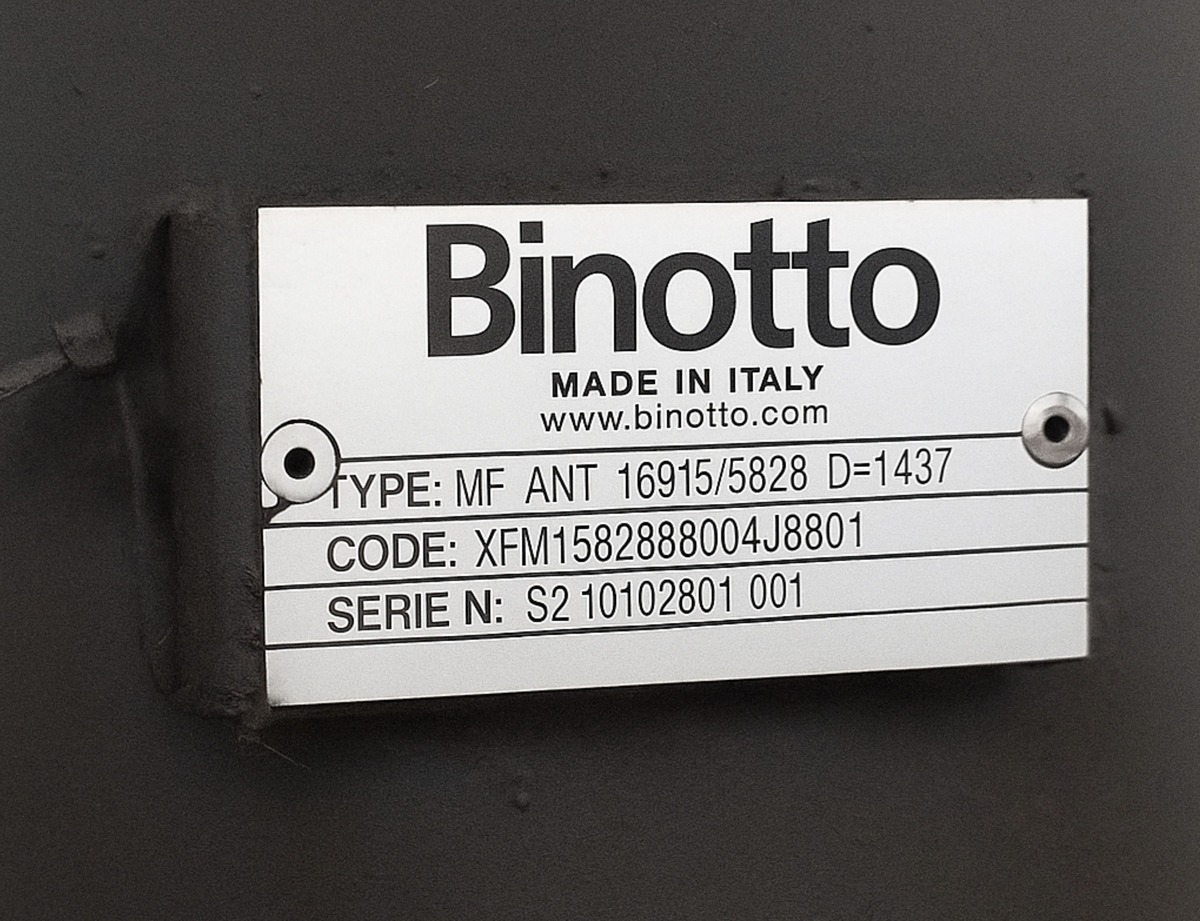 Binotto
MADE IN ITALY
www.binotto.com
TYPE: MF ANT 16915/5828 D=1437
CODE: XFM1582888004J8801
SERIE N: S2 10102801 001